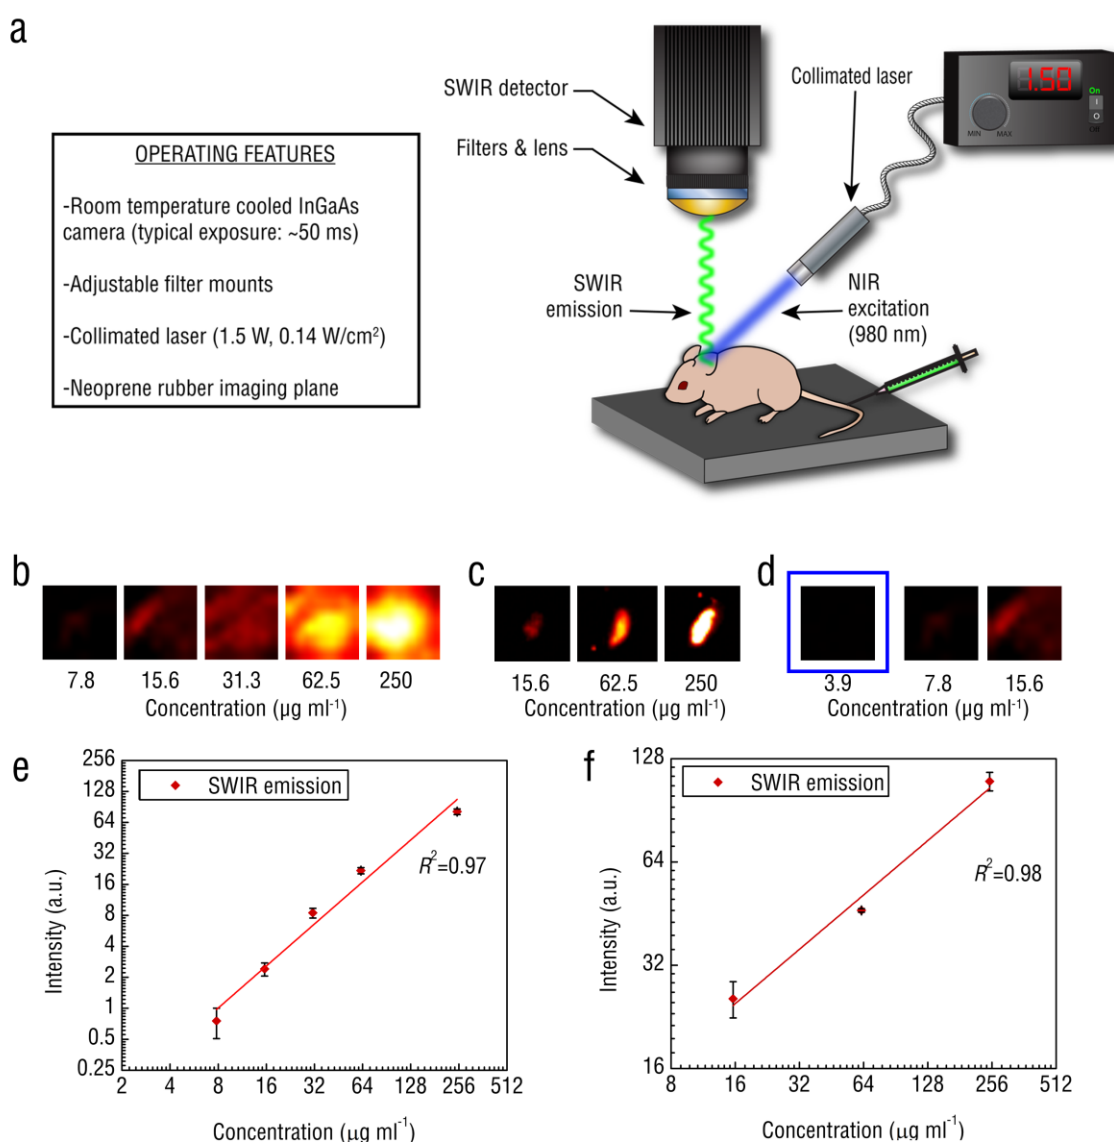 a
SWIR detector
Filters & lens
Collimated laser
1.50
On
I
O
Off
MIN
MAX
OPERATING FEATURES
-Room temperature cooled InGaAs
camera (typical exposure: ~50 ms)
-Adjustable filter mounts
-Collimated laser (1.5 W, 0.14 W/cm²)
-Neoprene rubber imaging plane
SWIR
emission
NIR
excitation
(980 nm)
b
7.8 15.6 31.3 62.5 250
Concentration (µg ml⁻¹)
c
15.6 62.5 250
Concentration (µg ml⁻¹)
d
3.9 7.8 15.6
Concentration (µg ml⁻¹)
e
SWIR emission
R²=0.97
256
128
64
32
16
8
4
2
1
0.5
0.25
Intensity (a.u.)
2 4 8 16 32 64 128 256 512
Concentration (µg ml⁻¹)
f
SWIR emission
R²=0.98
128
64
32
16
Intensity (a.u.)
8 16 32 64 128 256 512
Concentration (µg ml⁻¹)